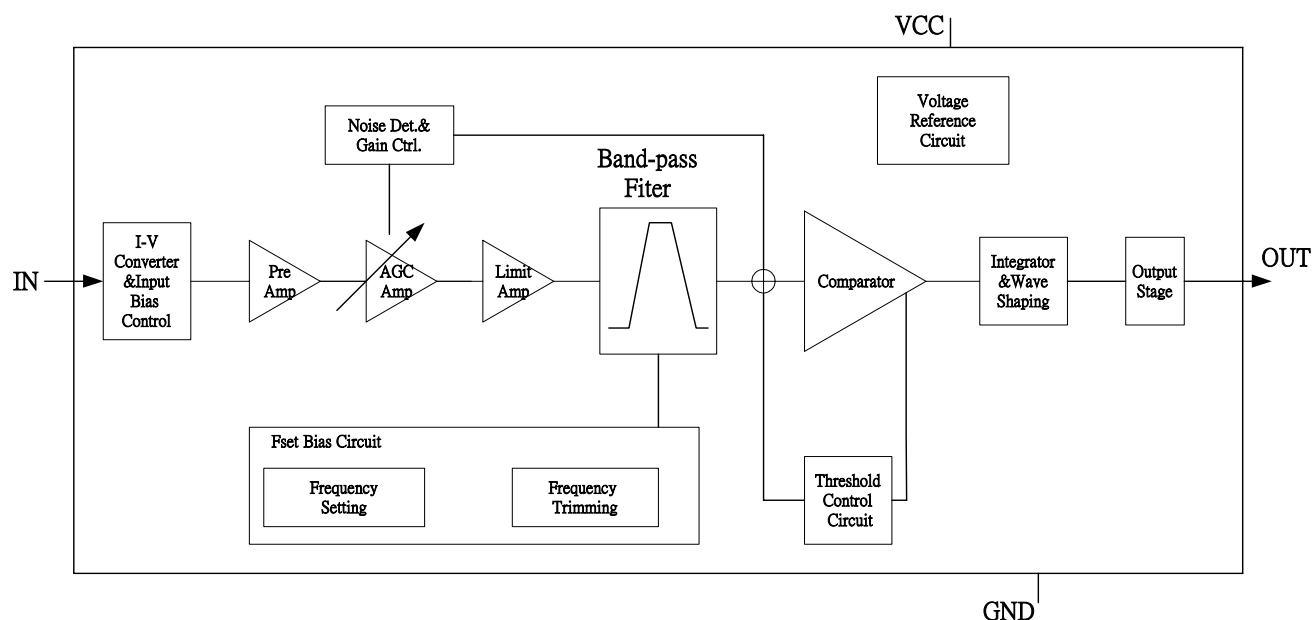 VCC
Voltage
Reference
Circuit
Noise Det.&
Gain Ctrl.
Band-pass
Fiter
IN
I-V
Converter
&Input
Bias
Control
Pre
Amp
AGC
Amp
Limit
Amp
Comparator
Integrator
&Wave
Shaping
Output
Stage
OUT
Fset Bias Circuit
Frequency
Setting
Frequency
Trimming
Threshold
Control
Circuit
GND